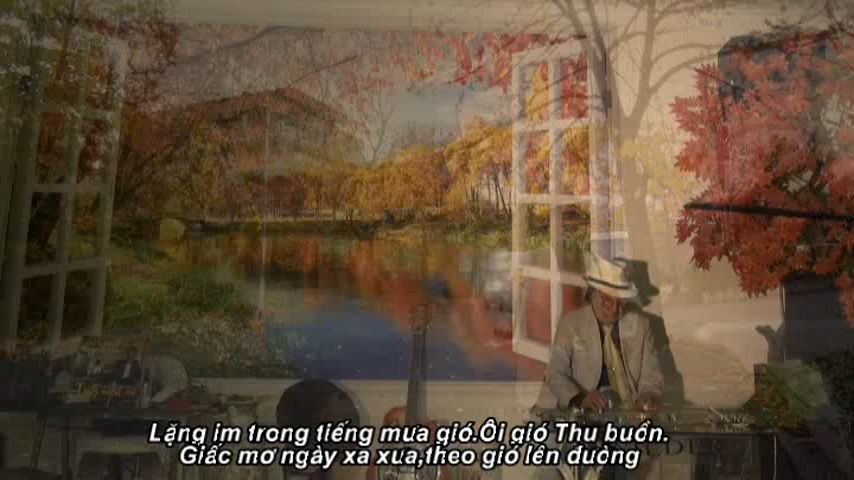 Lặng im trong tiếng mưa gió.Ôi gió Thu buồn.
Giấc mơ ngày xa xưa,theo gió lên đường